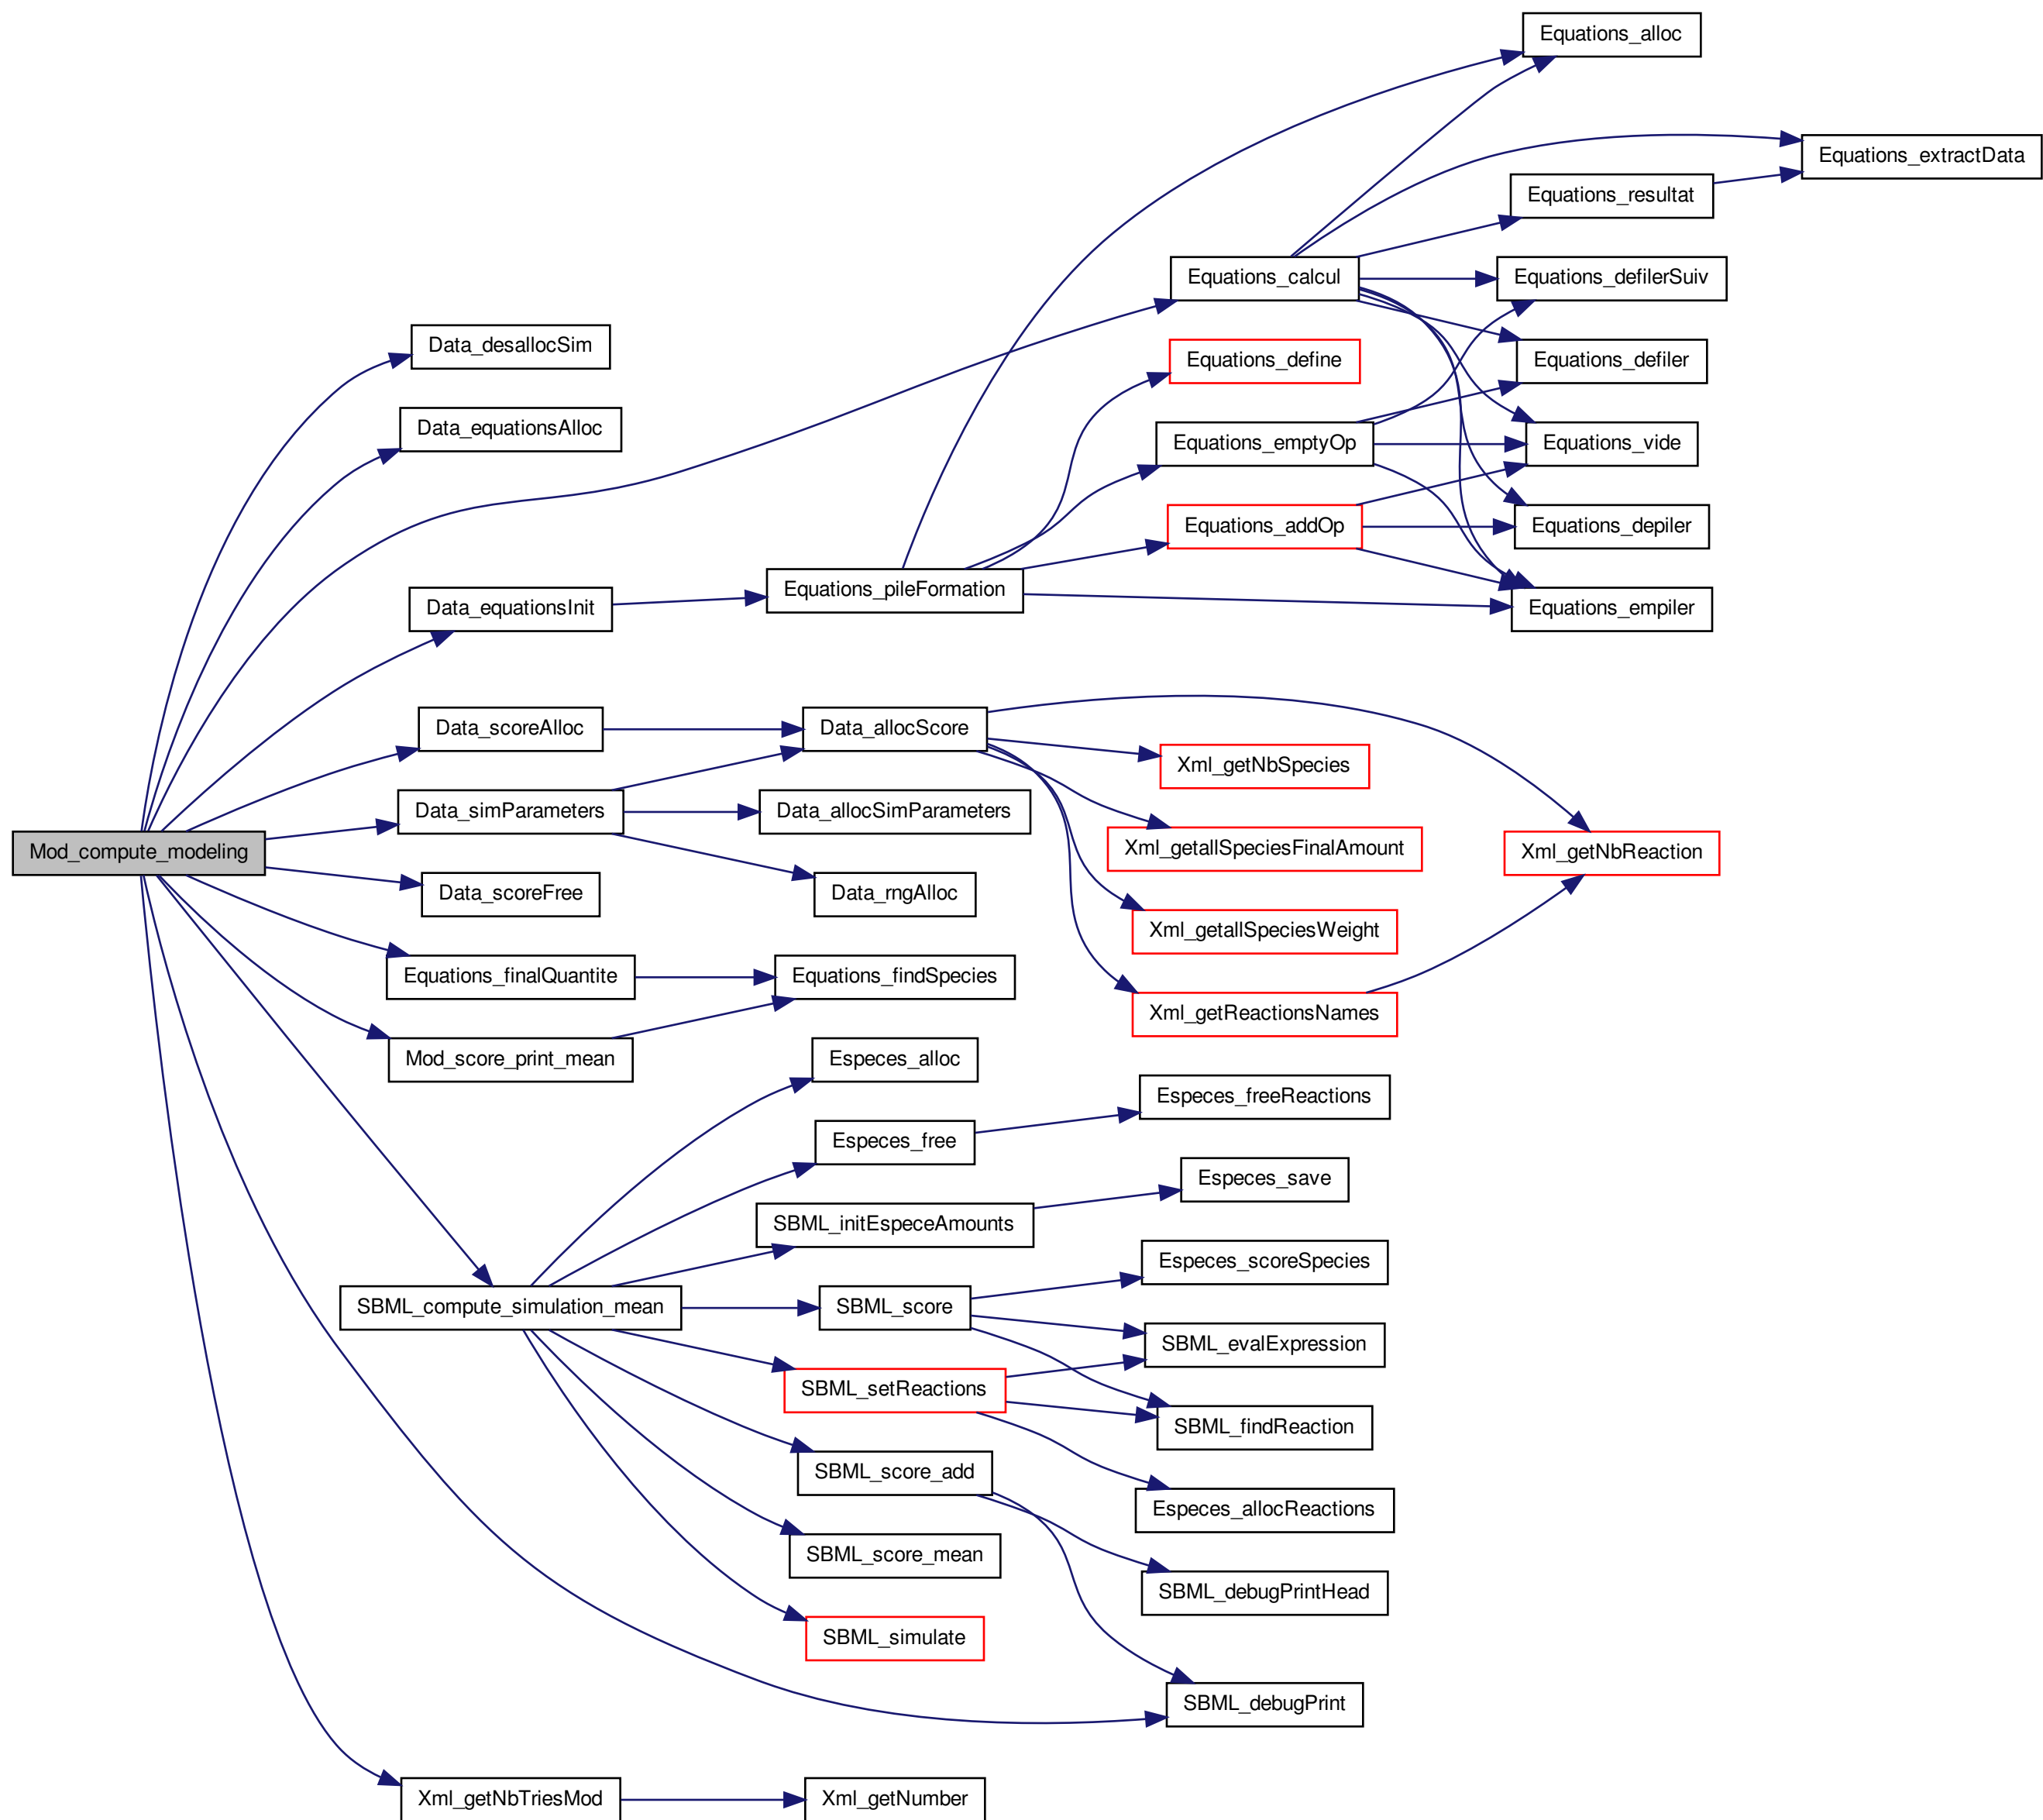 Equations_alloc
Equations_extractData
Equations_resultat
Equations_calcul
Equations_defilerSuiv
Data_desallocSim
Equations_define
Equations_defiler
Data_equationsAlloc
Equations_emptyOp
Equations_vide
Equations_addOp
Equations_depiler
Data_equationsInit
Equations_pileFormation
Equations_empiler
Data_scoreAlloc
Data_allocScore
Xml_getNbSpecies
Data_simParameters
Data_allocSimParameters
Mod_compute_modeling
Xml_getallSpeciesFinalAmount
Xml_getNbReaction
Data_scoreFree
Data_rngAlloc
Xml_getallSpeciesWeight
Equations_finalQuantite
Equations_findSpecies
Xml_getReactionsNames
Mod_score_print_mean
Especes_alloc
Especes_freeReactions
Especes_free
Especes_save
SBML_initEspeceAmounts
Especes_scoreSpecies
SBML_compute_simulation_mean
SBML_score
SBML_evalExpression
SBML_setReactions
SBML_findReaction
SBML_score_add
Especes_allocReactions
SBML_score_mean
SBML_debugPrintHead
SBML_simulate
SBML_debugPrint
Xml_getNbTriesMod
Xml_getNumber